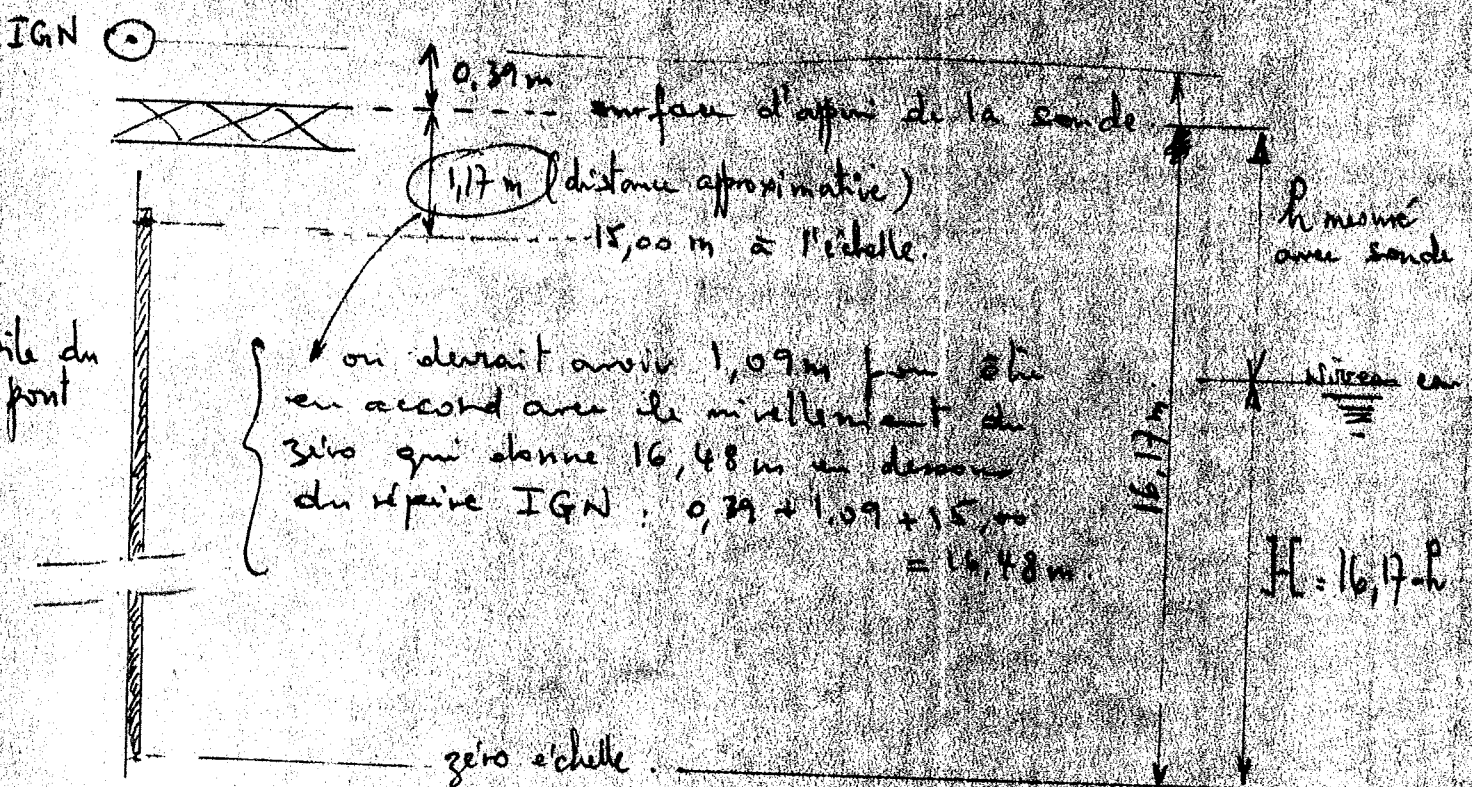 IGN
0,39 m
surface d'appui de la sonde.
1,17 m (distance approximative)
15,00 m à l'échelle.
h mesuré
avec sonde
pile du
pont
on devrait avoir 1,09 m pour être
en accord avec le nivellement du
zéro qui donne 16,48 m en dessous
du repère IGN : 0,39 + 1,09 + 15,00
= 16,48 m.
Niveau eau
16,17 m.
H = 16,17-h
zéro échelle.